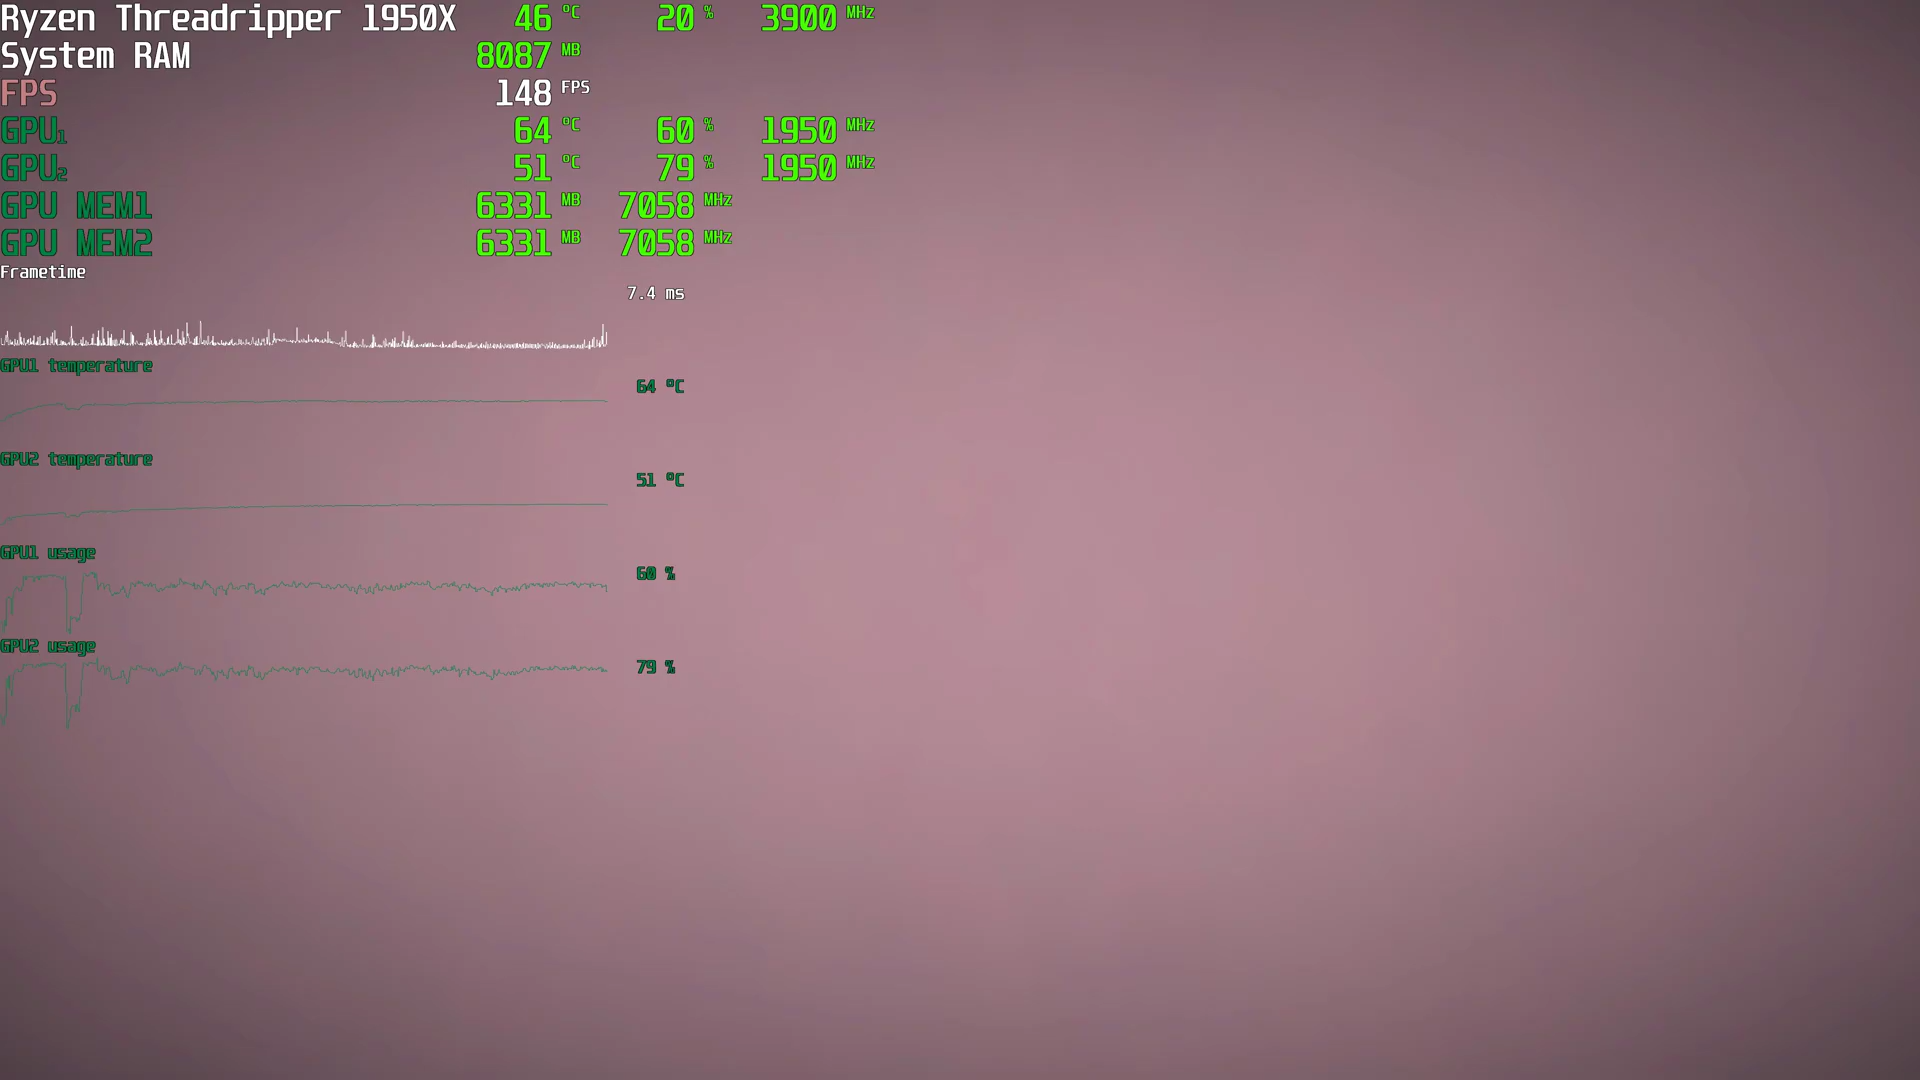 Ryzen Threadripper 1950X 46 °C 20 % 3900 MHz
System RAM 8087 MB
FPS 148 FPS
GPU1 64 °C 60 % 1950 MHz
GPU2 51 °C 79 % 1950 MHz
GPU MEM1 6331 MB 7058 MHz
GPU MEM2 6331 MB 7058 MHz
Frametime
7.4 ms
GPU1 temperature
64 °C
GPU2 temperature
51 °C
GPU1 usage
60 %
GPU2 usage
79 %